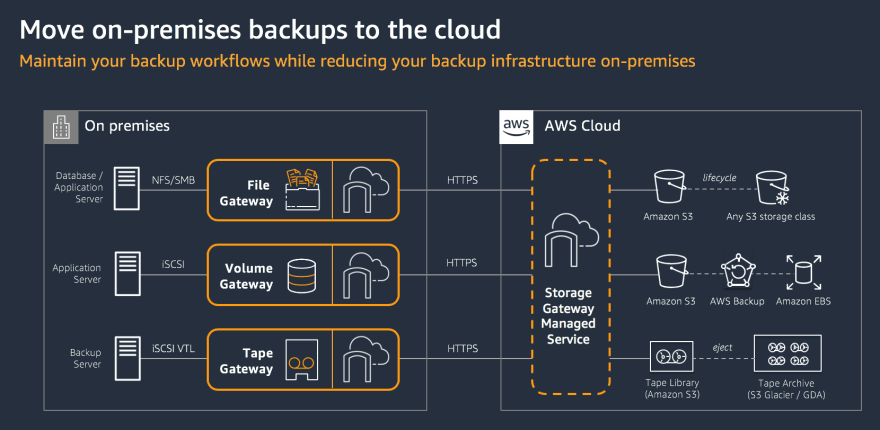 Move on-premises backups to the cloud
Maintain your backup workflows while reducing your backup infrastructure on-premises
On premises
aws
AWS Cloud
Database /
Application
Server
NFS/SMB
File
Gateway
HTTPS
Amazon S3
lifecycle
Any S3 storage class
Application
Server
iSCSI
Volume
Gateway
HTTPS
Storage
Gateway
Managed
Service
Amazon S3
AWS Backup
Amazon EBS
Backup
Server
iSCSI VTL
Tape
Gateway
HTTPS
Tape Library
(Amazon S3)
eject
Tape Archive
(S3 Glacier / GDA)